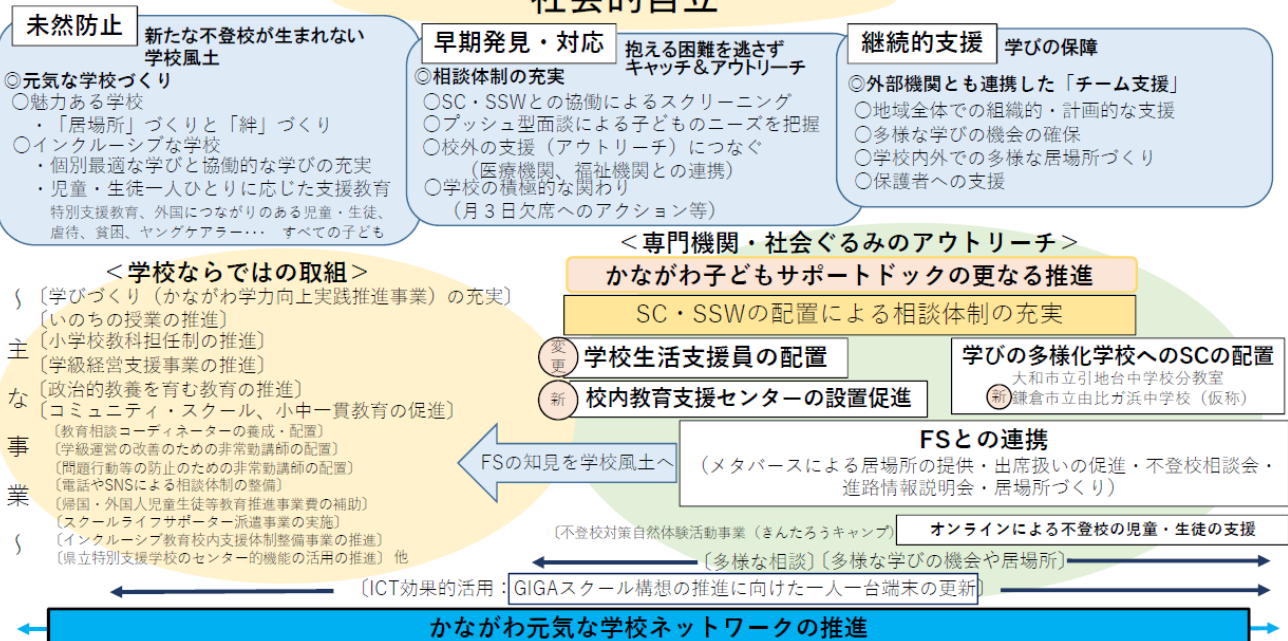 社会的自立
未然防止
新たな不登校が生まれない
学校風土
◎元気な学校づくり
○魅力ある学校
・「居場所」づくりと「絆」づくり
○インクルーシブな学校
・個別最適な学びと協働的な学びの充実
・児童・生徒一人ひとりに応じた支援教育
特別支援教育、外国につながりのある児童・生徒、
虐待、貧困、ヤングケアラー・・・ すべての子ども
早期発見・対応
抱える困難を逃さず
キャッチ＆アウトリーチ
◎相談体制の充実
○SC・SSWとの協働によるスクリーニング
○プッシュ型面談による子どものニーズを把握
○校外の支援（アウトリーチ）につなぐ
（医療機関、福祉機関との連携）
○学校の積極的な関わり
（月３日欠席へのアクション等）
継続的支援
学びの保障
◎外部機関とも連携した「チーム支援」
○地域全体での組織的・計画的な支援
○多様な学びの機会の確保
○学校内外での多様な居場所づくり
○保護者への支援
～主な事業～
＜学校ならではの取組＞
〔学びづくり（かながわ学力向上実践推進事業）の充実〕
〔いのちの授業の推進〕
〔小学校教科担任制の推進〕
〔学級経営支援事業の推進〕
〔政治的教養を育む教育の推進〕
〔コミュニティ・スクール、小中一貫教育の促進〕
〔教育相談コーディネーターの養成・配置〕
〔学級運営の改善のための非常勤講師の配置〕
〔問題行動等の防止のための非常勤講師の配置〕
〔電話やSNSによる相談体制の整備〕
〔帰国・外国人児童生徒等教育推進事業費の補助〕
〔スクールライフサポーター派遣事業の実施〕
〔インクルーシブ教育校内支援体制整備事業の推進〕
〔県立特別支援学校のセンター的機能の活用の推進〕他
＜専門機関・社会ぐるみのアウトリーチ＞
かながわ子どもサポートドックの更なる推進
SC・SSWの配置による相談体制の充実
変更 学校生活支援員の配置
新 校内教育支援センターの設置促進
学びの多様化学校へのSCの配置
大和市立引地台中学校分教室
新 鎌倉市立由比ガ浜中学校（仮称）
FSの知見を学校風土へ
FSとの連携
（メタバースによる居場所の提供・出席扱いの促進・不登校相談会・
進路情報説明会・居場所づくり）
〔不登校対策自然体験活動事業（きんたろうキャンプ）
オンラインによる不登校の児童・生徒の支援
〔多様な相談〕〔多様な学びの機会や居場所〕
〔ICT効果的活用：GIGAスクール構想の推進に向けた一人一台端末の更新〕
かながわ元気な学校ネットワークの推進